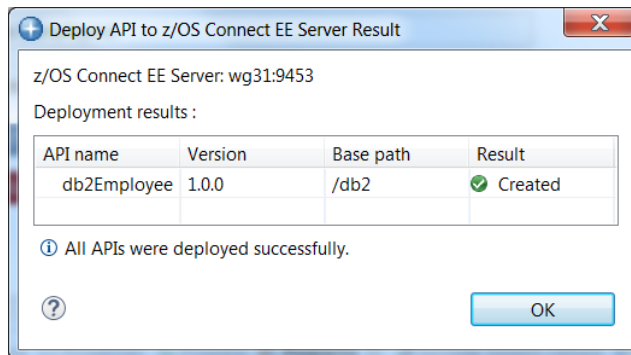 Deploy API to z/OS Connect EE Server Result
z/OS Connect EE Server: wg31:9453
Deployment results :
API name Version Base path Result
db2Employee 1.0.0 /db2 Created
All APIs were deployed successfully.
OK